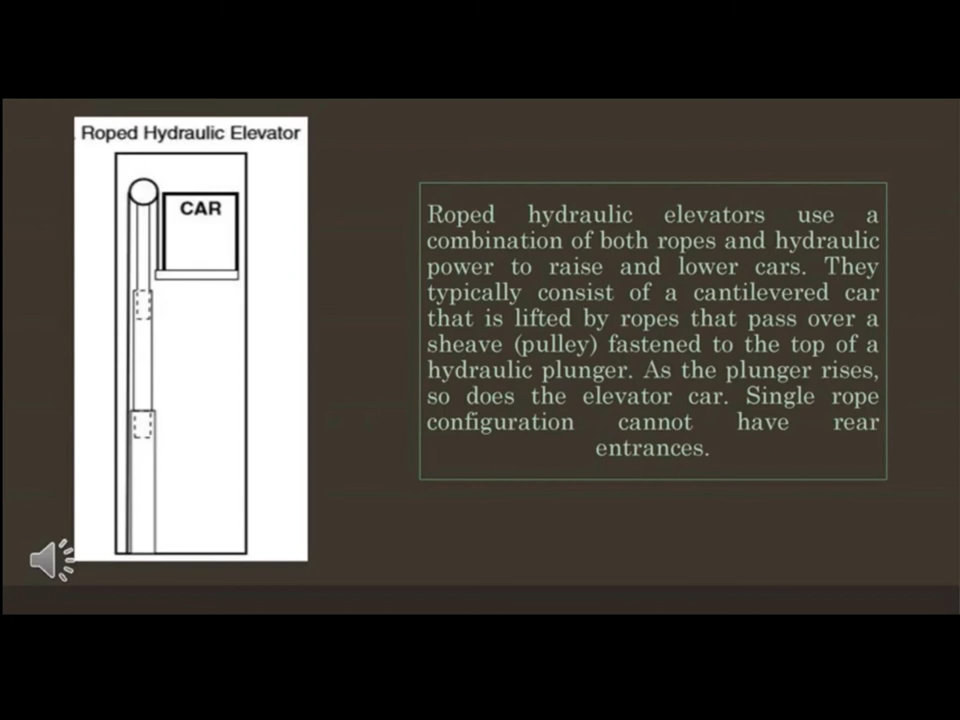 Roped Hydraulic Elevator
CAR
Roped hydraulic elevators use a
combination of both ropes and hydraulic
power to raise and lower cars. They
typically consist of a cantilevered car
that is lifted by ropes that pass over a
sheave (pulley) fastened to the top of a
hydraulic plunger. As the plunger rises,
so does the elevator car. Single rope
configuration cannot have rear
entrances.